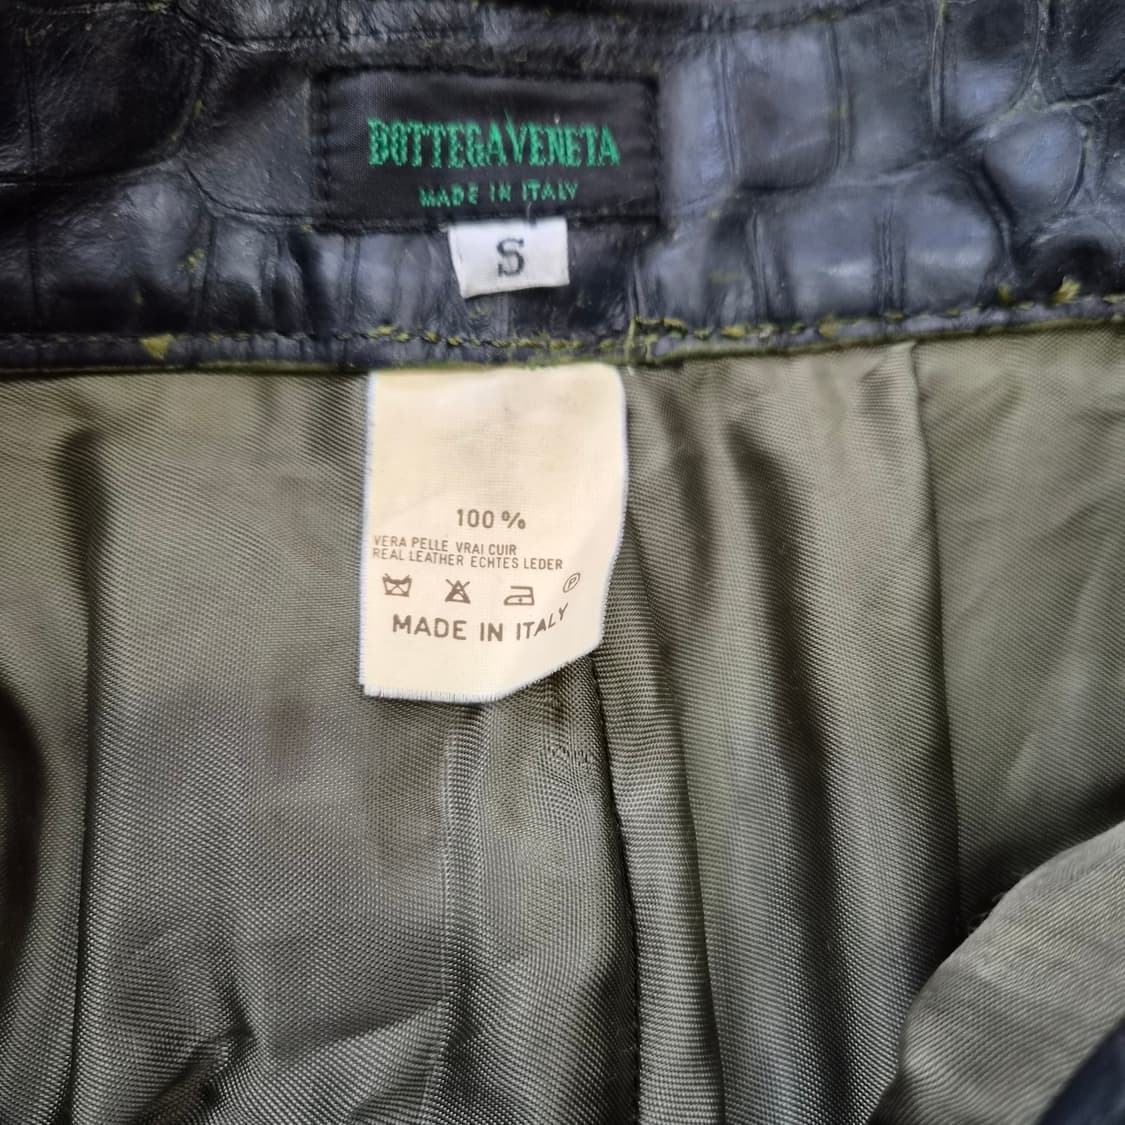 BOTTEGA VENETA
MADE IN ITALY
S
100 %
VERA PELLE VRAI CUIR
REAL LEATHER ECHTES LEDER
P
MADE IN ITALY